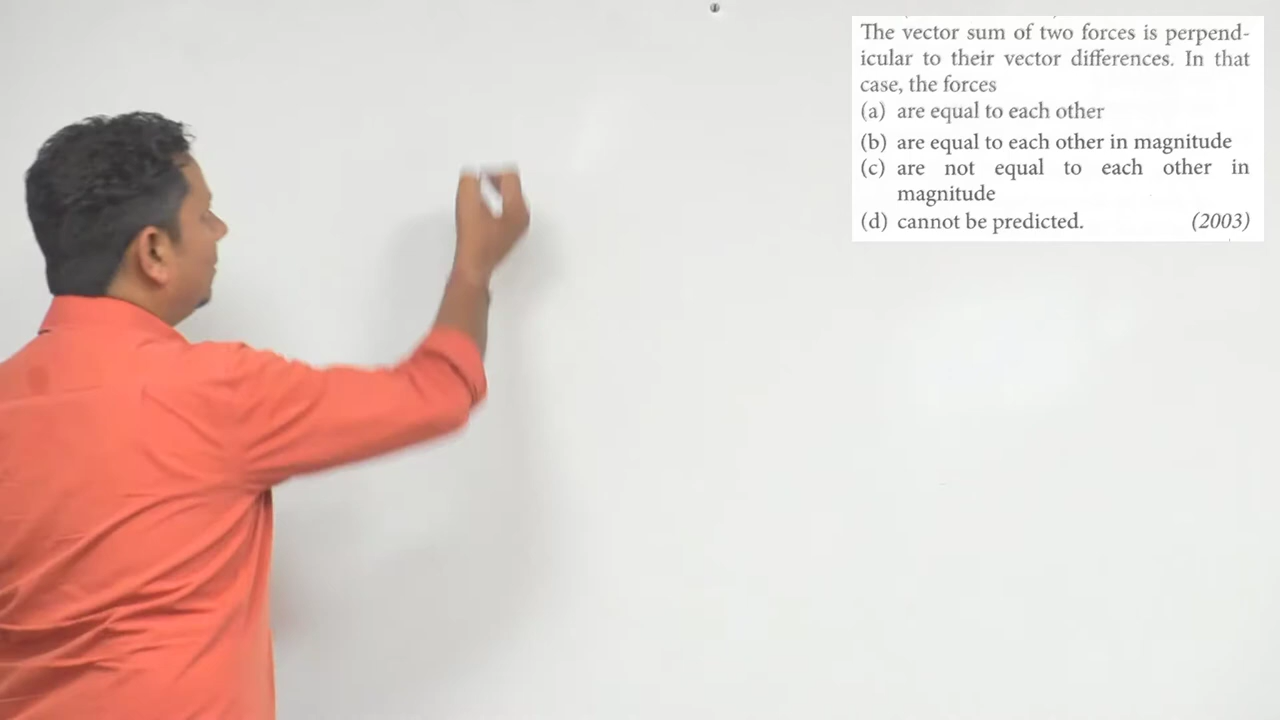 The vector sum of two forces is perpend-
icular to their vector differences. In that
case, the forces
(a) are equal to each other
(b) are equal to each other in magnitude
(c) are not equal to each other in
magnitude
(d) cannot be predicted. (2003)